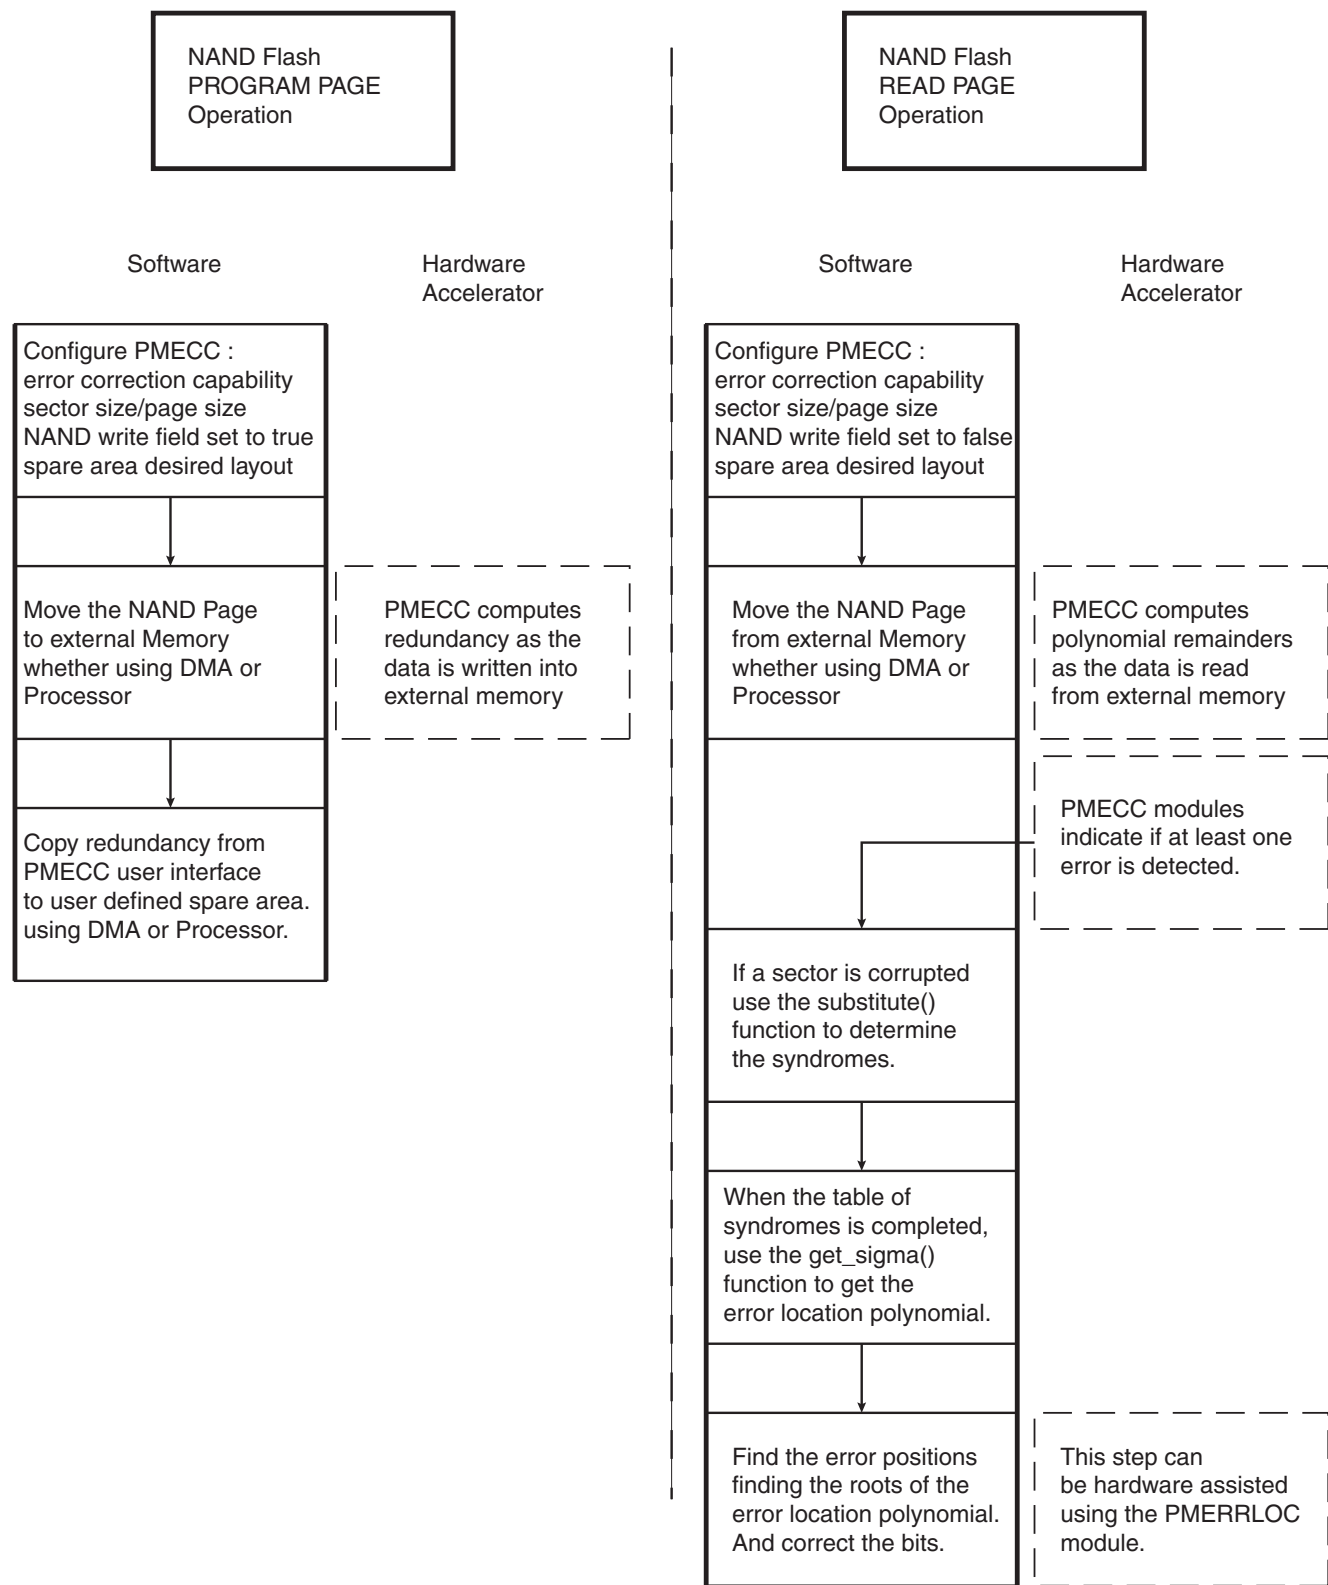 NAND Flash
PROGRAM PAGE
Operation
Software
Hardware
Accelerator
Configure PMECC :
error correction capability
sector size/page size
NAND write field set to true
spare area desired layout
Move the NAND Page
to external Memory
whether using DMA or
Processor
PMECC computes
redundancy as the
data is written into
external memory
Copy redundancy from
PMECC user interface
to user defined spare area.
using DMA or Processor.
NAND Flash
READ PAGE
Operation
Software
Hardware
Accelerator
Configure PMECC :
error correction capability
sector size/page size
NAND write field set to false
spare area desired layout
Move the NAND Page
from external Memory
whether using DMA or
Processor
PMECC computes
polynomial remainders
as the data is read
from external memory
PMECC modules
indicate if at least one
error is detected.
If a sector is corrupted
use the substitute()
function to determine
the syndromes.
When the table of
syndromes is completed,
use the get_sigma()
function to get the
error location polynomial.
Find the error positions
finding the roots of the
error location polynomial.
And correct the bits.
This step can
be hardware assisted
using the PMERRLOC
module.